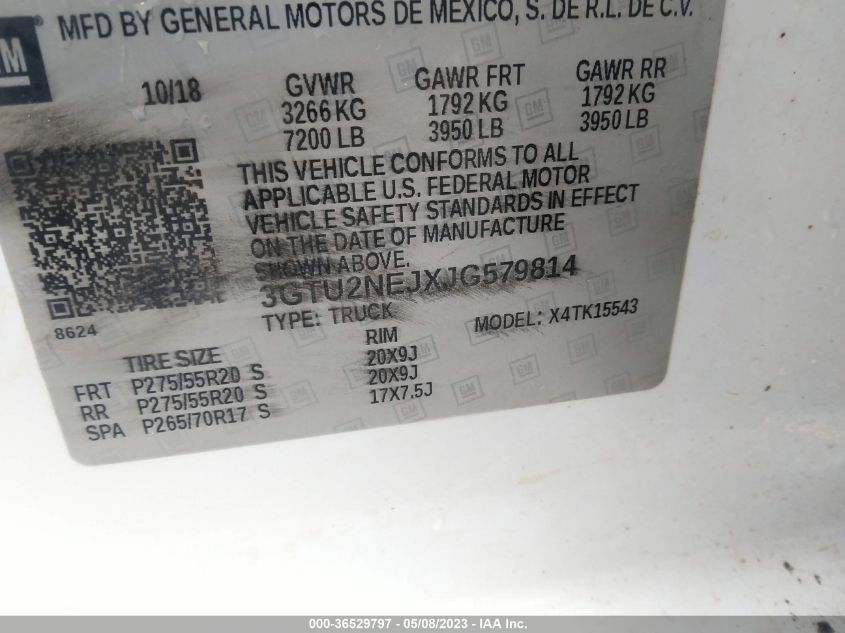 MFD BY GENERAL MOTORS DE MEXICO, S. DE R.L. DE C.V.
GM
10/18 GVWR GAWR FRT GAWR RR
3266 KG 1792 KG 1792 KG
7200 LB 3950 LB 3950 LB
THIS VEHICLE CONFORMS TO ALL
APPLICABLE U.S. FEDERAL MOTOR
VEHICLE SAFETY STANDARDS IN EFFECT
ON THE DATE OF MANUFACTURE
SHOWN ABOVE.
3GTU2NEJXJG579814
8624 TYPE: TRUCK MODEL: X4TK15543
TIRE SIZE RIM
FRT P275/55R20 S 20X9J
RR P275/55R20 S 20X9J
SPA P265/70R17 S 17X7.5J
000-36529797 - 05/08/2023 - IAA Inc.